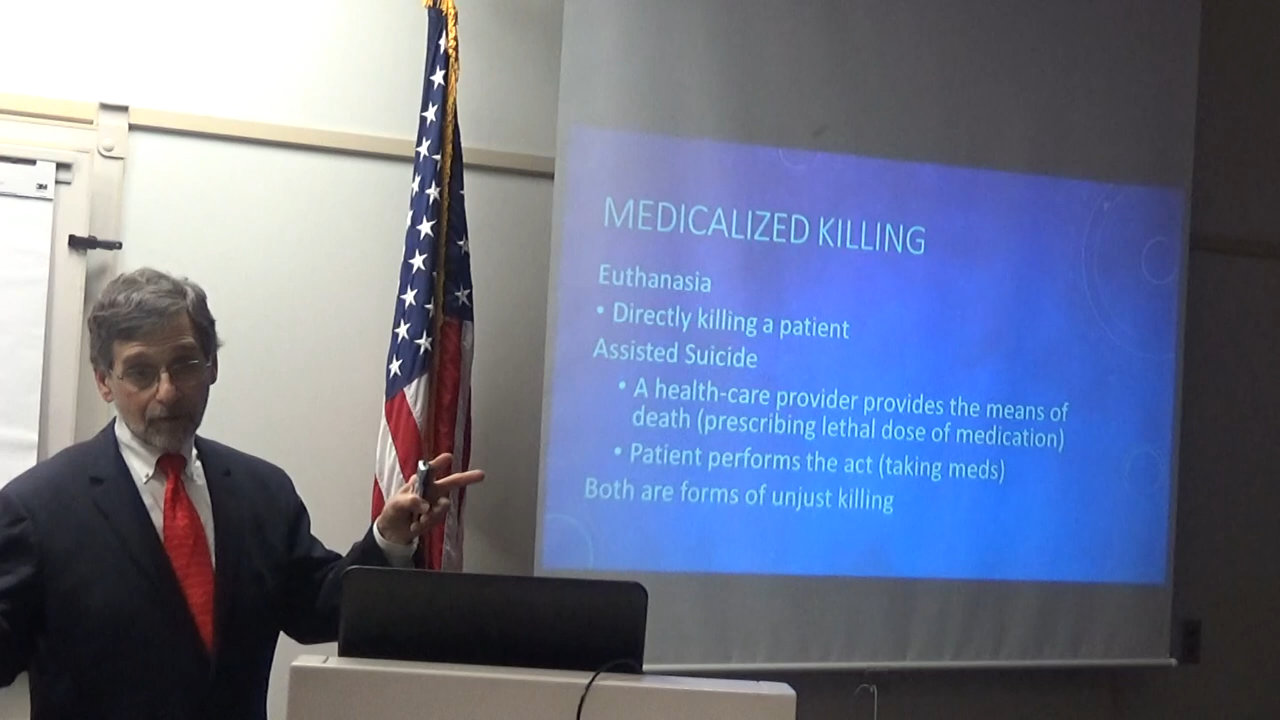 3M
MEDICALIZED KILLING
Euthanasia
• Directly killing a patient
Assisted Suicide
• A health-care provider provides the means of
death (prescribing lethal dose of medication)
• Patient performs the act (taking meds)
Both are forms of unjust killing